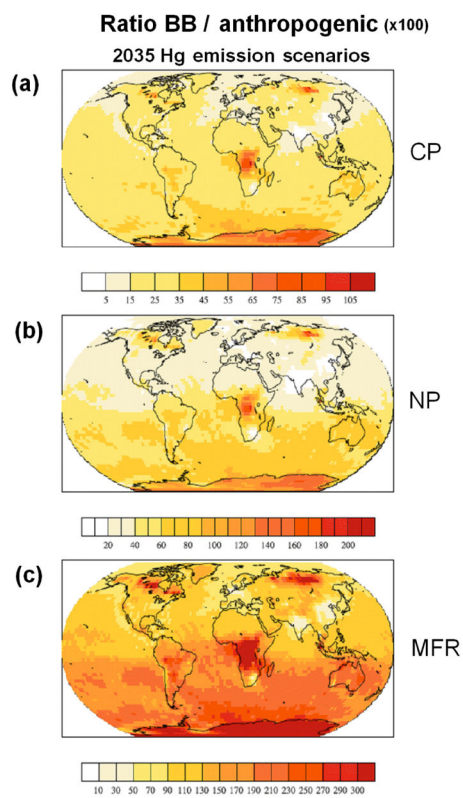 Ratio BB / anthropogenic (x100)
2035 Hg emission scenarios
(a)
CP
5 15 25 35 45 55 65 75 85 95 105
(b)
NP
20 40 60 80 100 130 160 180 200
(c)
MFR
10 30 50 70 90 110 130 150 170 190 210 230 250 270 290 300